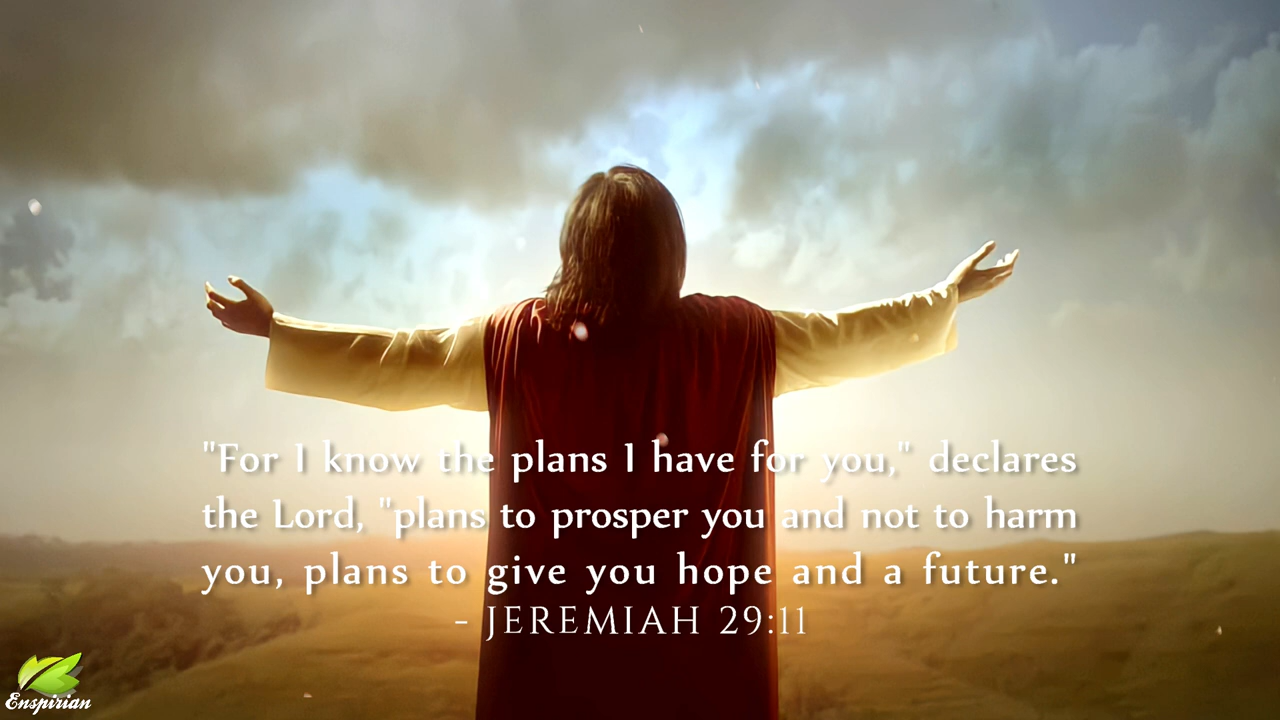 "For I know the plans I have for you," declares
the Lord, "plans to prosper you and not to harm
you, plans to give you hope and a future."
- JEREMIAH 29:11
Enspirian